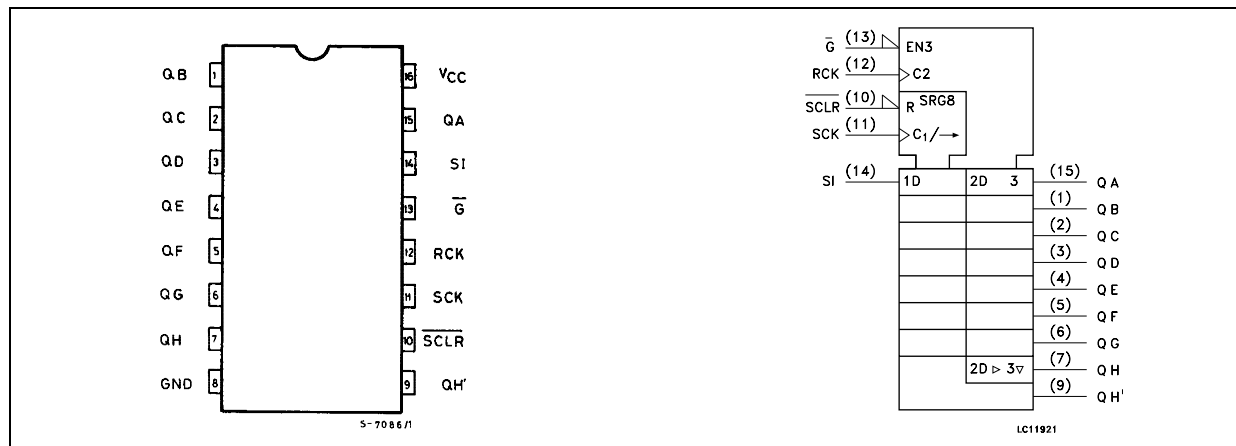 QB 1 16 VCC
QC 2 15 QA
QD 3 14 SI
QE 4 13 G̅
QF 5 12 RCK
QG 6 11 SCK
QH 7 10 S̅C̅L̅R̅
GND 8 9 QH'
S-7086/1
G̅ (13) EN3
RCK (12) C2
S̅C̅L̅R̅ (10) R SRG8
SCK (11) C1/→
SI (14) 1D 2D 3 (15) QA
(1) QB
(2) QC
(3) QD
(4) QE
(5) QF
(6) QG
2D ▷ 3▽ (7) QH
(9) QH'
LC11921